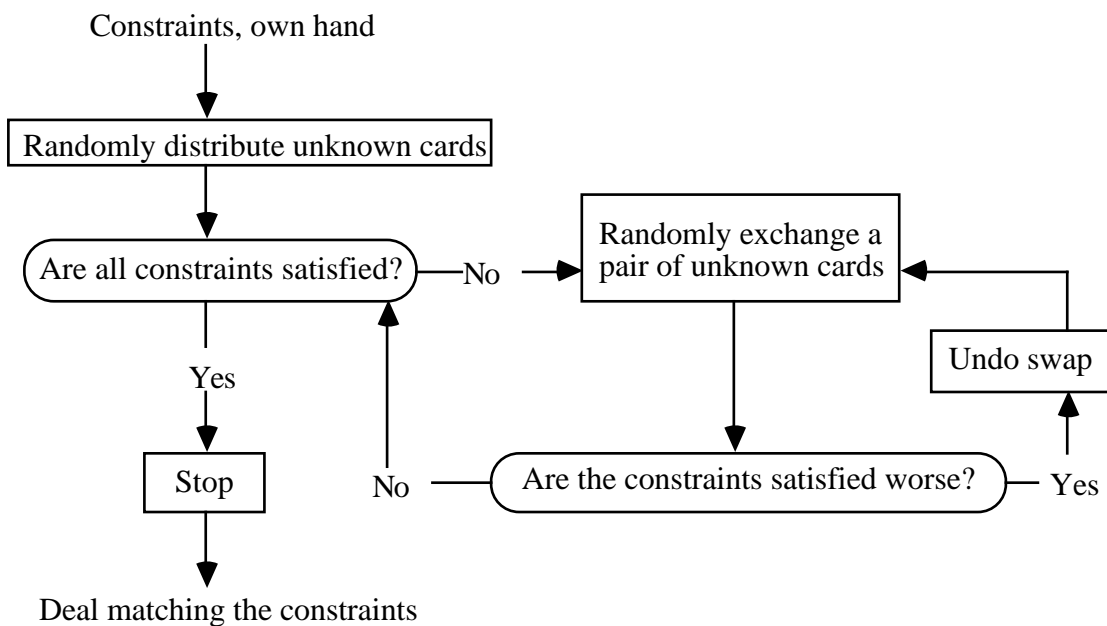 Constraints, own hand
Randomly distribute unknown cards
Are all constraints satisfied?
No
Randomly exchange a
pair of unknown cards
Undo swap
Yes
Stop
No
Are the constraints satisfied worse?
Yes
Deal matching the constraints